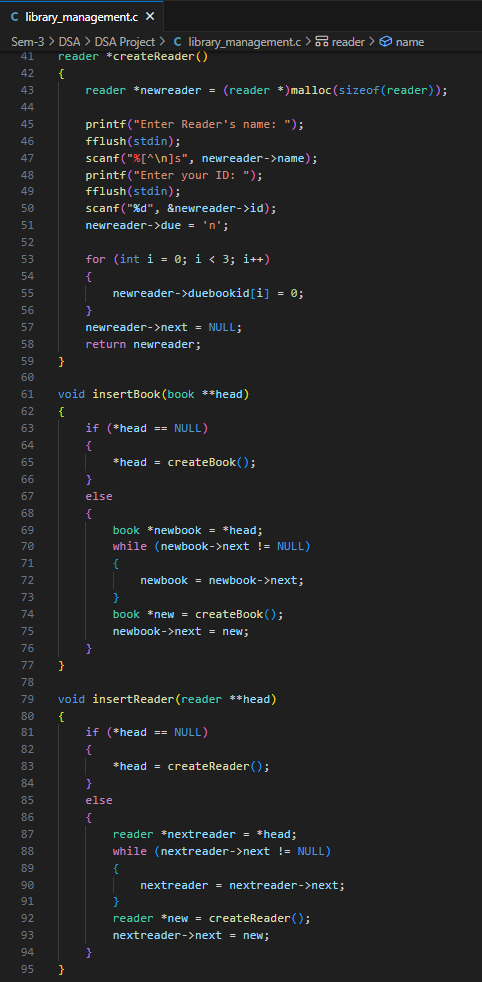 library_management.c
Sem-3 > DSA > DSA Project > library_management.c > reader > name
41 reader *createReader()
42 {
43     reader *newreader = (reader *)malloc(sizeof(reader));
44
45     printf("Enter Reader's name: ");
46     fflush(stdin);
47     scanf("%[^\n]s", newreader->name);
48     printf("Enter your ID: ");
49     fflush(stdin);
50     scanf("%d", &newreader->id);
51     newreader->due = 'n';
52
53     for (int i = 0; i < 3; i++)
54     {
55         newreader->duebookid[i] = 0;
56     }
57     newreader->next = NULL;
58     return newreader;
59 }
60
61 void insertBook(book **head)
62 {
63     if (*head == NULL)
64     {
65         *head = createBook();
66     }
67     else
68     {
69         book *newbook = *head;
70         while (newbook->next != NULL)
71         {
72             newbook = newbook->next;
73         }
74         book *new = createBook();
75         newbook->next = new;
76     }
77 }
78
79 void insertReader(reader **head)
80 {
81     if (*head == NULL)
82     {
83         *head = createReader();
84     }
85     else
86     {
87         reader *nextreader = *head;
88         while (nextreader->next != NULL)
89         {
90             nextreader = nextreader->next;
91         }
92         reader *new = createReader();
93         nextreader->next = new;
94     }
95 }